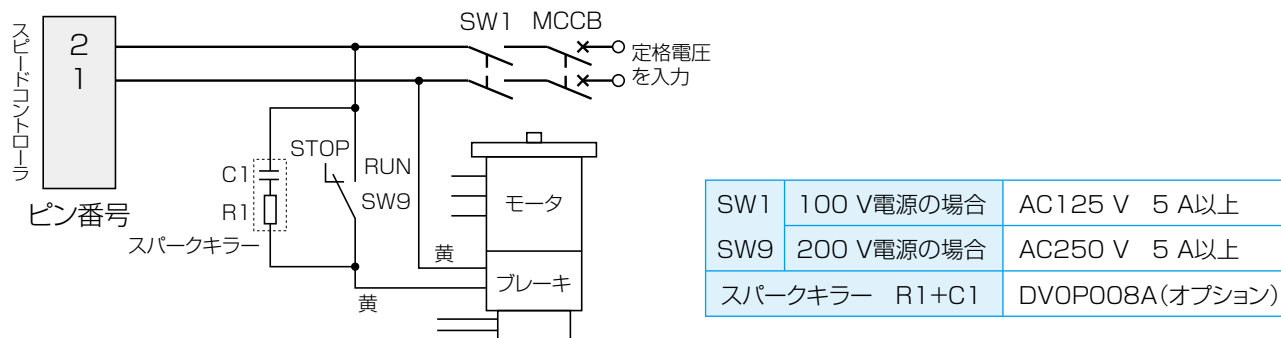 スピードコントローラ
2
1
ピン番号
SW1 MCCB
定格電圧
を入力
STOP
RUN
SW9
C1
R1
スパークキラー
黄
黄
モータ
ブレーキ
SW1 100 V電源の場合 AC125 V 5 A以上
SW9 200 V電源の場合 AC250 V 5 A以上
スパークキラー R1+C1 DV0P008A(オプション)